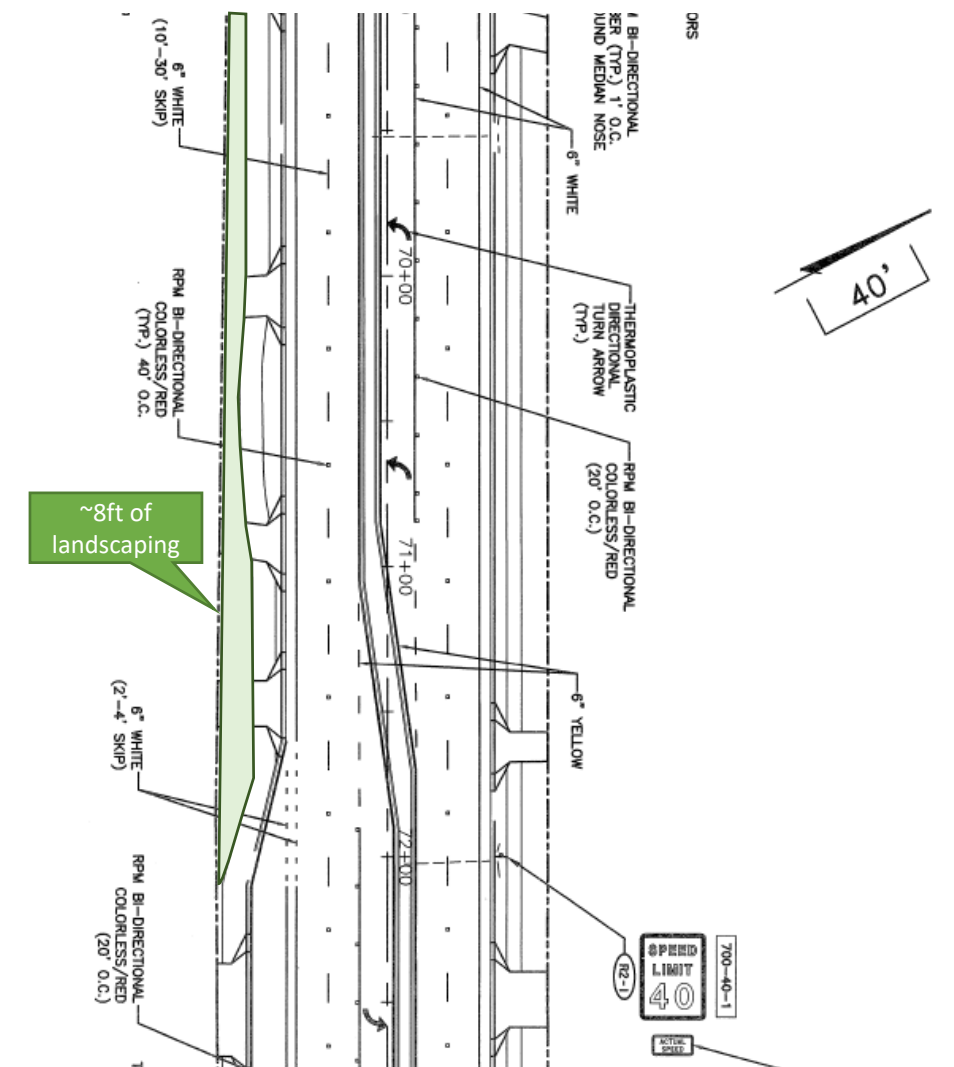 ORS
I BI-DIRECTIONAL
BER (TYP.) 1' O.C.
UND MEDIAN NOSE
6" WHITE
(10'-30' SKIP)
6" WHITE
40'
70+00
THERMOPLASTIC
DIRECTIONAL
TURN ARROW
(TYP.)
RPM BI-DIRECTIONAL
COLORLESS/RED
(TYP.) 40' O.C.
RPM BI-DIRECTIONAL
COLORLESS/RED
(20' O.C.)
~8ft of
landscaping
71+00
6" YELLOW
6" WHITE
(2'-4' SKIP)
72+00
RPM BI-DIRECTIONAL
COLORLESS/RED
(20' O.C.)
R2-1
SPEED
LIMIT
40
700-40-1
ACTUAL
SPEED